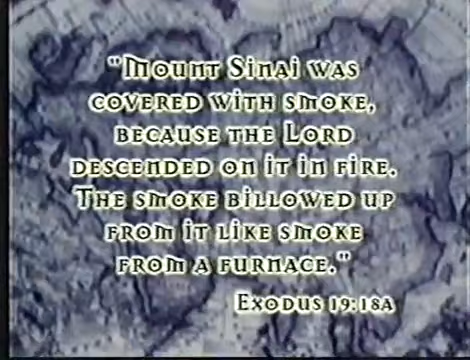 "Mount Sinai was
covered with smoke,
because the Lord
descended on it in fire.
The smoke billowed up
from it like smoke
from a furnace."
Exodus 19:18a